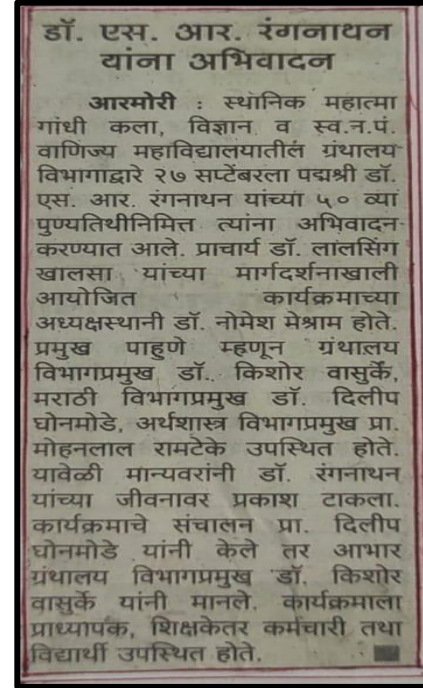 डॉ. एस. आर. रंगनाथन
यांना अभिवादन
आरमोरी : स्थानिक महात्मा
गांधी कला, विज्ञान व स्व.न.पं.
वाणिज्य महाविद्यालयातील ग्रंथालय
विभागाद्वारे २७ सप्टेंबरला पद्मश्री डॉ.
एस. आर. रंगनाथन यांच्या ५० व्या
पुण्यतिथीनिमित्त त्यांना अभिवादन
करण्यात आले. प्राचार्य डॉ. लालसिंग
खालसा यांच्या मार्गदर्शनाखाली
आयोजित कार्यक्रमाच्या
अध्यक्षस्थानी डॉ. नोमेश मेश्राम होते.
प्रमुख पाहुणे म्हणून ग्रंथालय
विभागप्रमुख डॉ. किशोर वासुर्के,
मराठी विभागप्रमुख डॉ. दिलीप
घोनमोडे, अर्थशास्त्र विभागप्रमुख प्रा.
मोहनलाल रामटेके उपस्थित होते.
यावेळी मान्यवरांनी डॉ. रंगनाथन
यांच्या जीवनावर प्रकाश टाकला.
कार्यक्रमाचे संचालन प्रा. दिलीप
घोनमोडे यांनी केले तर आभार
ग्रंथालय विभागप्रमुख डॉ. किशोर
वासुर्के यांनी मानले. कार्यक्रमाला
प्राध्यापक, शिक्षकेतर कर्मचारी तथा
विद्यार्थी उपस्थित होते.